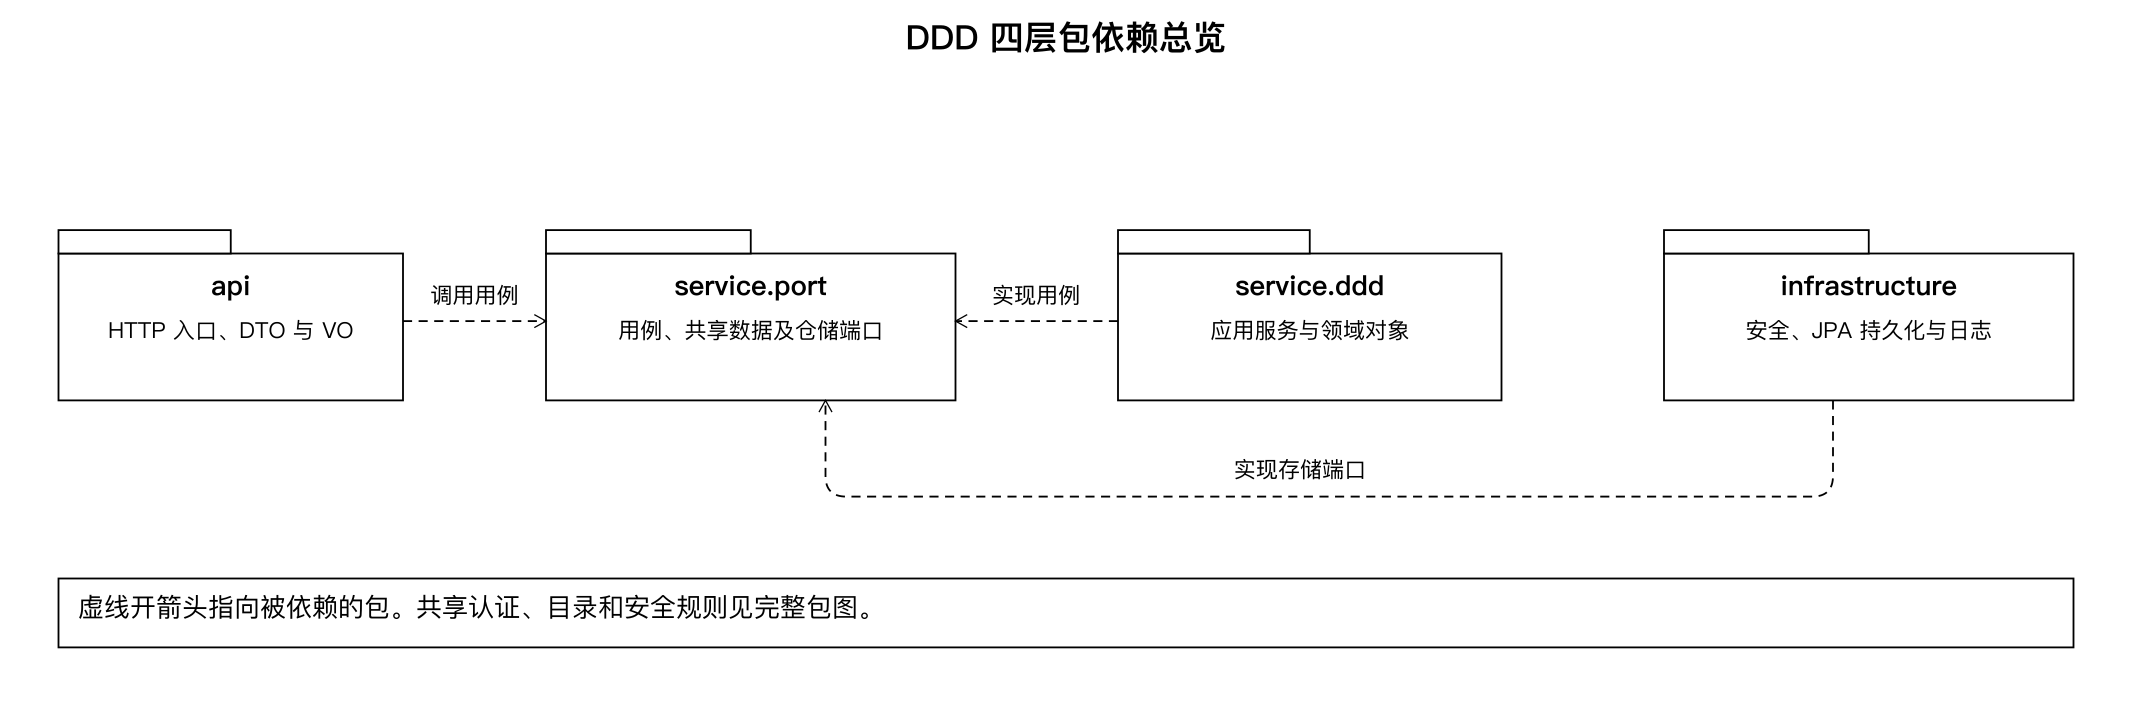 DDD 四层包依赖总览
api
HTTP 入口、DTO 与 VO
调用用例
service.port
用例、共享数据及仓储端口
实现用例
service.ddd
应用服务与领域对象
infrastructure
安全、JPA 持久化与日志
实现存储端口
虚线开箭头指向被依赖的包。共享认证、目录和安全规则见完整包图。